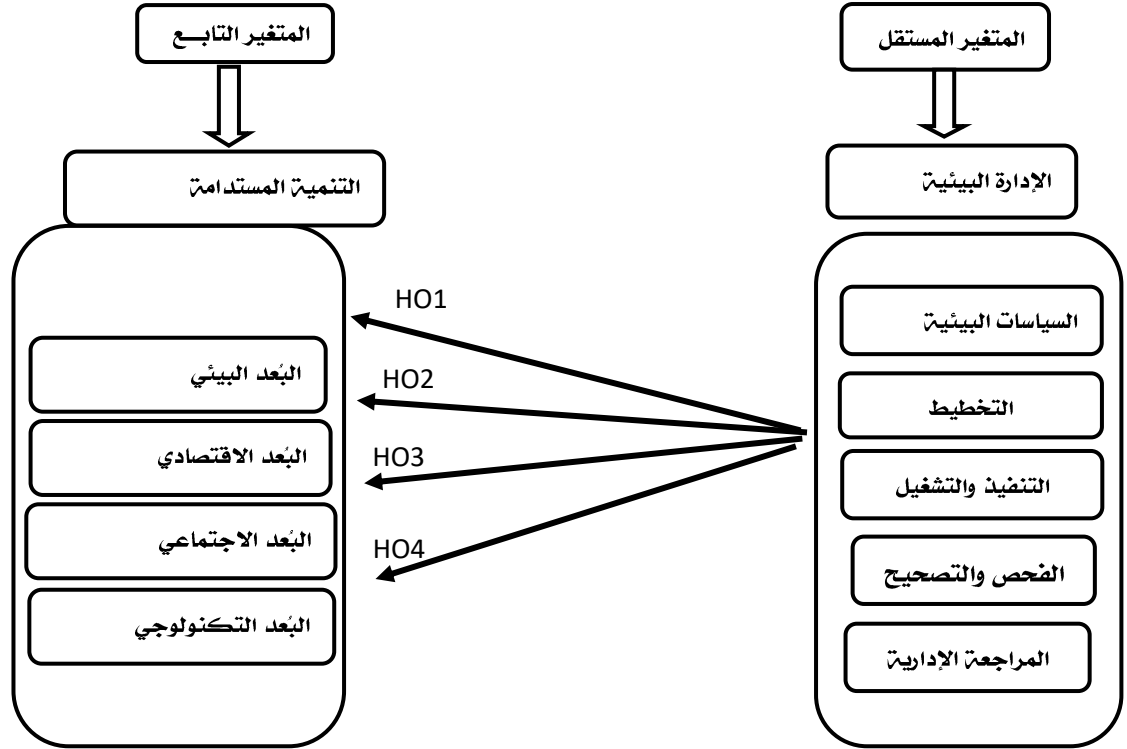 المتغير المستقل
الإدارة البيئية
السياسات البيئية
التخطيط
التنفيذ والتشغيل
الفحص والتصحيح
المراجعة الإدارية
HO1
HO2
HO3
HO4
المتغير التابـــع
التنمية المستدامة
البُعد البيئي
البُعد الاقتصادي
البُعد الاجتماعي
البُعد التكنولوجي